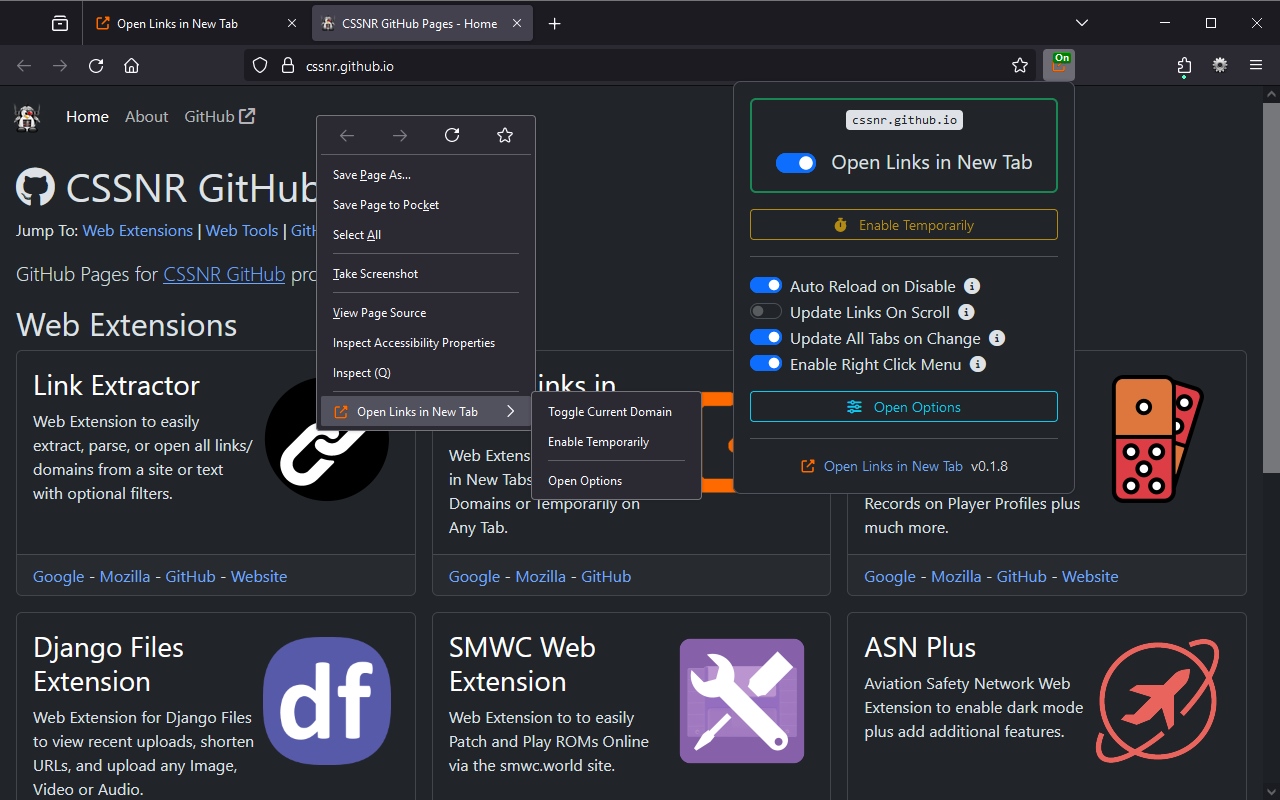 Open Links in New Tab
CSSNR GitHub Pages - Home
cssnr.github.io
On
Home About GitHub
CSSNR GitHub
Jump To: Web Extensions | Web Tools |
GitHub Pages for CSSNR GitHub
Web Extensions
Link Extractor
Web Extension to easily
extract, parse, or open all links/
domains from a site or text
with optional filters.
Google - Mozilla - GitHub - Website
Save Page As...
Save Page to Pocket
Select All
Take Screenshot
View Page Source
Inspect Accessibility Properties
Inspect (Q)
Open Links in New Tab
Toggle Current Domain
Enable Temporarily
Open Options
inks in
Web Extens
in New Tabs
Domains or Temporarily on
Any Tab.
Google - Mozilla - GitHub
cssnr.github.io
Open Links in New Tab
Enable Temporarily
Auto Reload on Disable
Update Links On Scroll
Update All Tabs on Change
Enable Right Click Menu
Open Options
Open Links in New Tab v0.1.8
Records on Player Profiles plus
much more.
Google - Mozilla - GitHub - Website
Django Files
Extension
Web Extension for Django Files
to view recent uploads, shorten
URLs, and upload any Image,
Video or Audio.
df
SMWC Web
Extension
Web Extension to to easily
Patch and Play ROMs Online
via the smwc.world site.
ASN Plus
Aviation Safety Network Web
Extension to enable dark mode
plus add additional features.